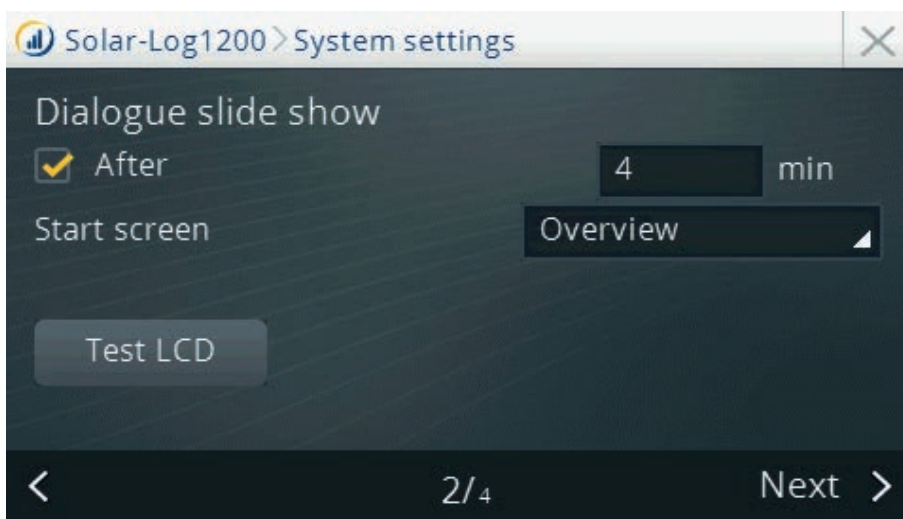 Solar-Log1200 > System settings
Dialogue slide show
After 4 min
Start screen Overview
Test LCD
< 2/4 Next >